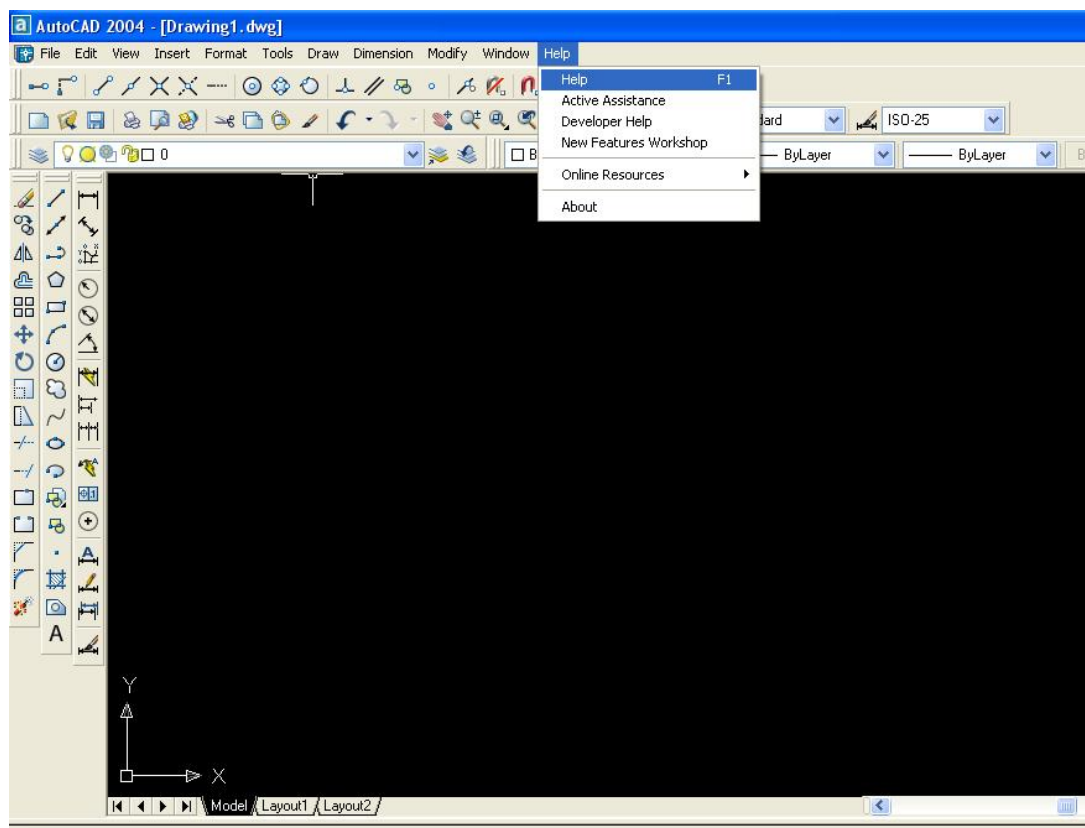 AutoCAD 2004 - [Drawing1.dwg]
File Edit View Insert Format Tools Draw Dimension Modify Window Help
Help F1
Active Assistance
Developer Help
New Features Workshop
Online Resources
About
dard ISO-25
0 B ByLayer ByLayer B
A
Y
X
Model Layout1 Layout2